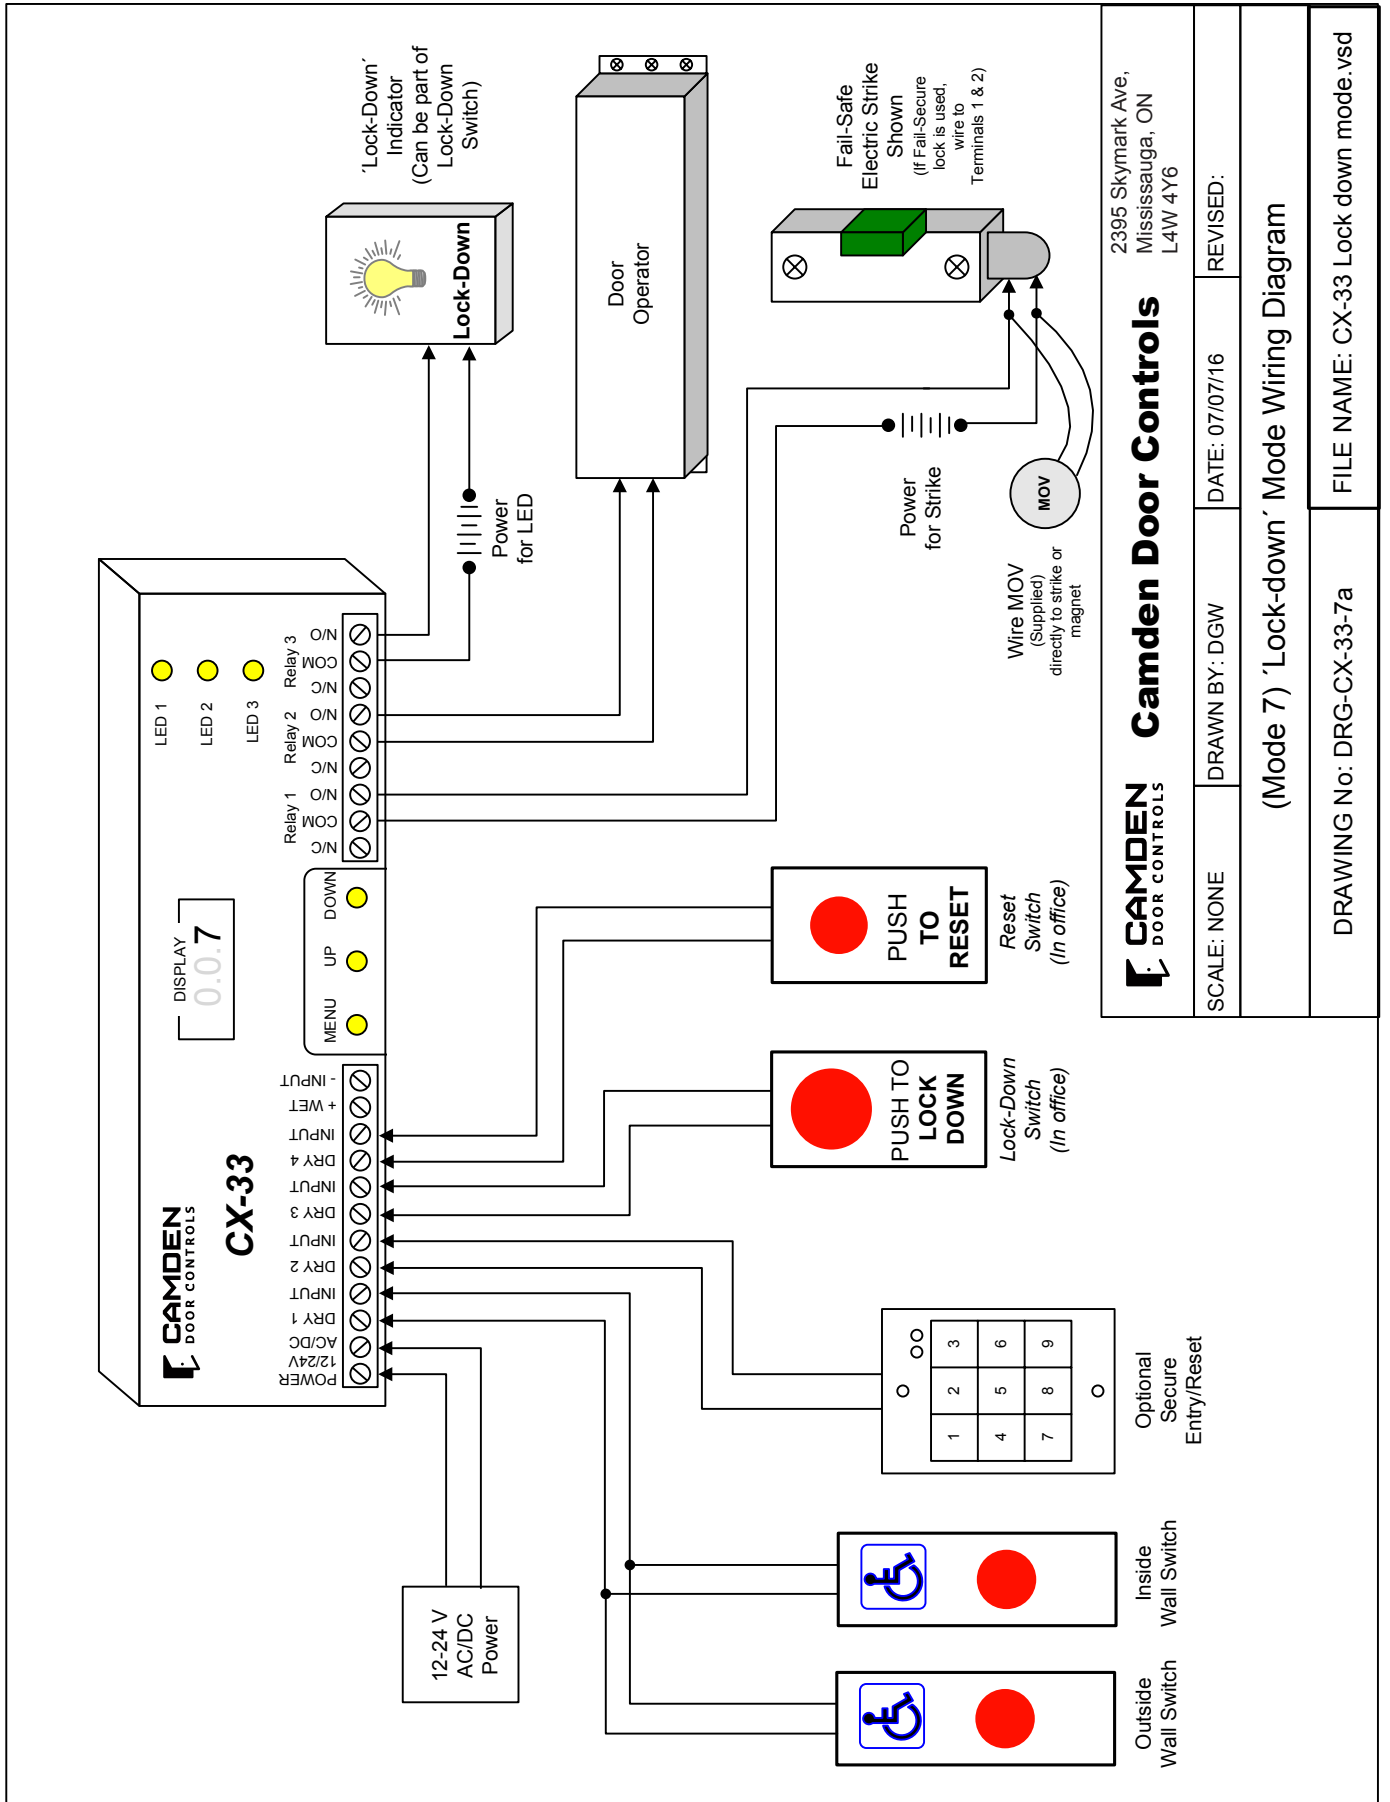 CAMDEN
DOOR CONTROLS
CX-33
DISPLAY
0.0.7
LED 1
LED 2
LED 3
MENU
UP
DOWN
POWER
12/24V
AC/DC
DRY 1
INPUT
DRY 2
INPUT
DRY 3
INPUT
DRY 4
INPUT
+ WET
- INPUT
Relay 1
Relay 2
Relay 3
N/C
COM
N/O
N/C
COM
N/O
N/C
COM
N/O
12-24 V
AC/DC
Power
Power
for LED
Lock-Down
'Lock-Down'
Indicator
(Can be part of
Lock-Down
Switch)
Door
Operator
Outside
Wall Switch
Inside
Wall Switch
1 2 3
4 5 6
7 8 9
Optional
Secure
Entry/Reset
PUSH TO
LOCK
DOWN
Lock-Down
Switch
(In office)
PUSH
TO
RESET
Reset
Switch
(In office)
Power
for Strike
Fail-Safe
Electric Strike
Shown
(If Fail-Secure
lock is used,
wire to
Terminals 1 & 2)
MOV
Wire MOV
(Supplied)
directly to strike or
magnet
CAMDEN
DOOR CONTROLS
Camden Door Controls
2395 Skymark Ave,
Mississauga, ON
L4W 4Y6
SCALE: NONE
DRAWN BY: DGW
DATE: 07/07/16
REVISED:
(Mode 7) 'Lock-down' Mode Wiring Diagram
DRAWING No: DRG-CX-33-7a
FILE NAME: CX-33 Lock down mode.vsd